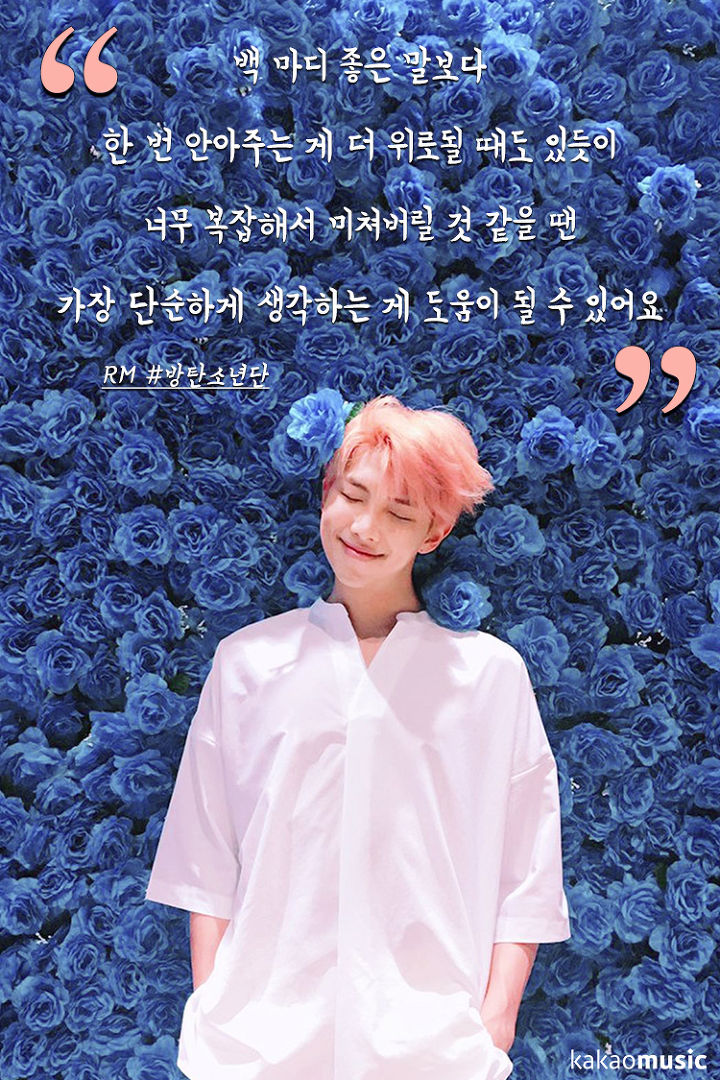 “
백 마디 좋은 말보다
한 번 안아주는 게 더 위로될 때도 있듯이
너무 복잡해서 미쳐버릴 것 같을 땐
가장 단순하게 생각하는 게 도움이 될 수 있어요
RM #방탄소년단
”
kakaomusic